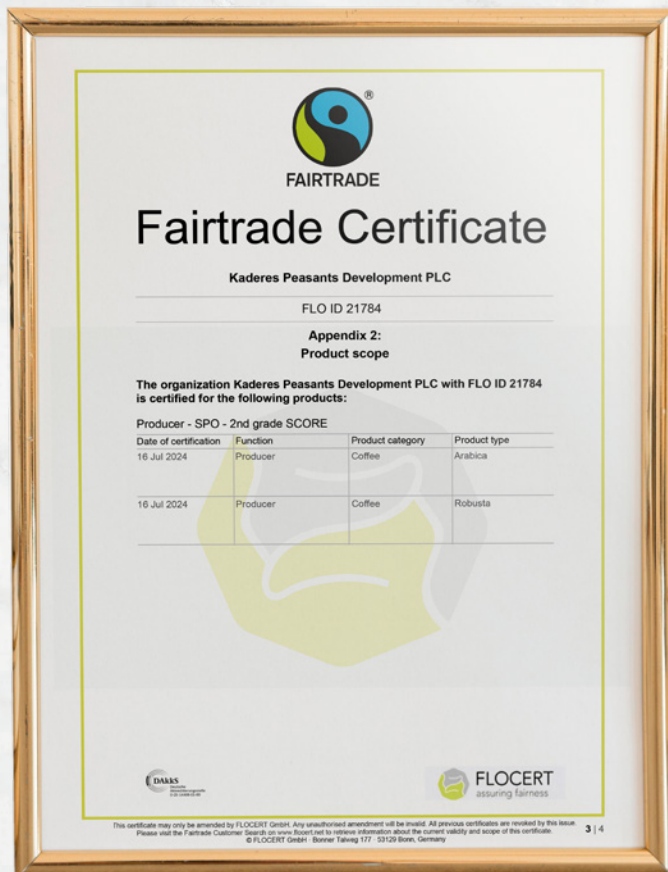 ®
FAIRTRADE
Fairtrade Certificate
Kaderes Peasants Development PLC
FLO ID 21784
Appendix 2:
Product scope
The organization Kaderes Peasants Development PLC with FLO ID 21784
is certified for the following products:
Producer - SPO - 2nd grade SCORE
Date of certification Function Product category Product type
16 Jul 2024 Producer Coffee Arabica
16 Jul 2024 Producer Coffee Robusta
DAkkS
Deutsche
Akkreditierungsstelle
FLOCERT
assuring fairness
This certificate may only be amended by FLOCERT GmbH. Any unauthorised amendment will be invalid. All previous certificates are revoked by this issue.
Please visit the Fairtrade Customer Search on www.flocert.net to retrieve information about the current validity and scope of this certificate.
© FLOCERT GmbH · Bonner Talweg 177 · 53129 Bonn, Germany
3 | 4